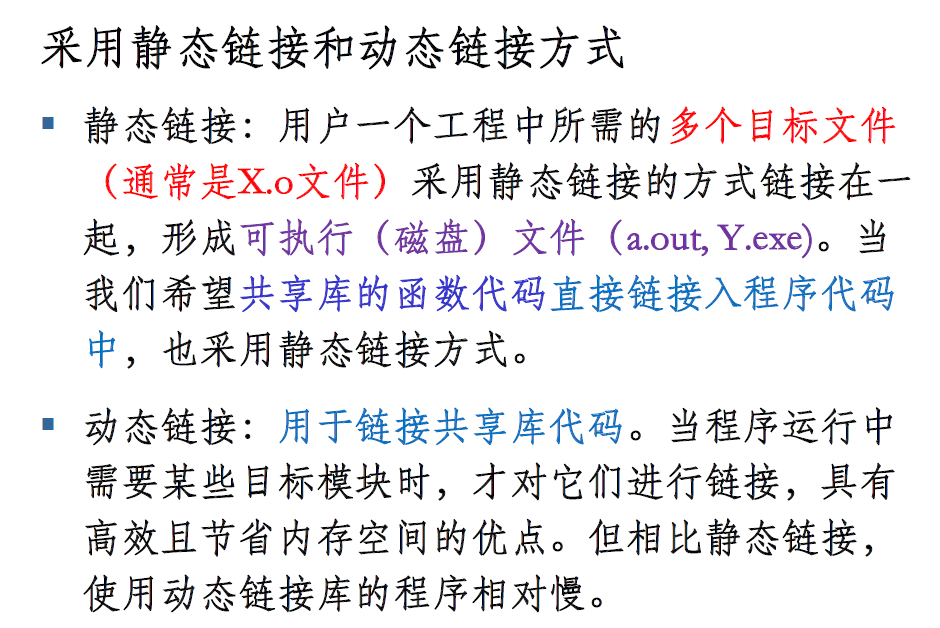 采用静态链接和动态链接方式
▪ 静态链接：用户一个工程中所需的多个目标文件
（通常是X.o文件）采用静态链接的方式链接在一
起，形成可执行（磁盘）文件（a.out, Y.exe)。当
我们希望共享库的函数代码直接链接入程序代码
中，也采用静态链接方式。
▪ 动态链接：用于链接共享库代码。当程序运行中
需要某些目标模块时，才对它们进行链接，具有
高效且节省内存空间的优点。但相比静态链接，
使用动态链接库的程序相对慢。